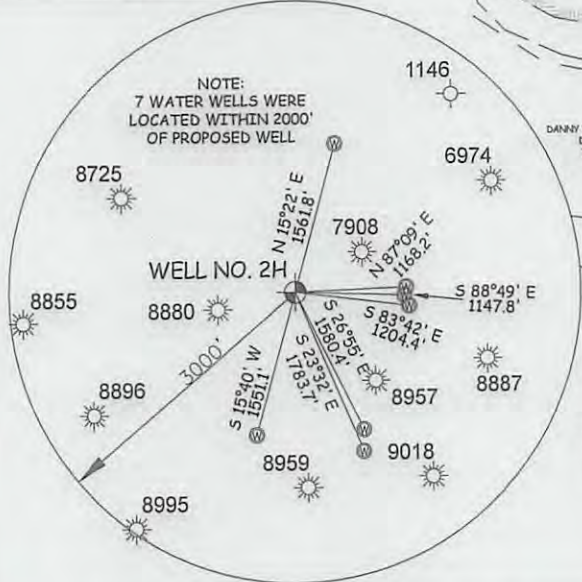 NOTE:
7 WATER WELLS WERE
LOCATED WITHIN 2000'
OF PROPOSED WELL
1146
DANNY
6974
8725
N 15°22' E
1561.8'
7908
N 87°09' E
1168.2'
WELL NO. 2H
S 88°49' E
1147.8'
S 83°42' E
1204.4'
8855
8880
3000'
S 26°55' E
1580.4'
S 23°32' E
1783.7'
S 15°40' W
1551.1'
8887
8957
8896
9018
8959
8995
W
W
W
W
W
W